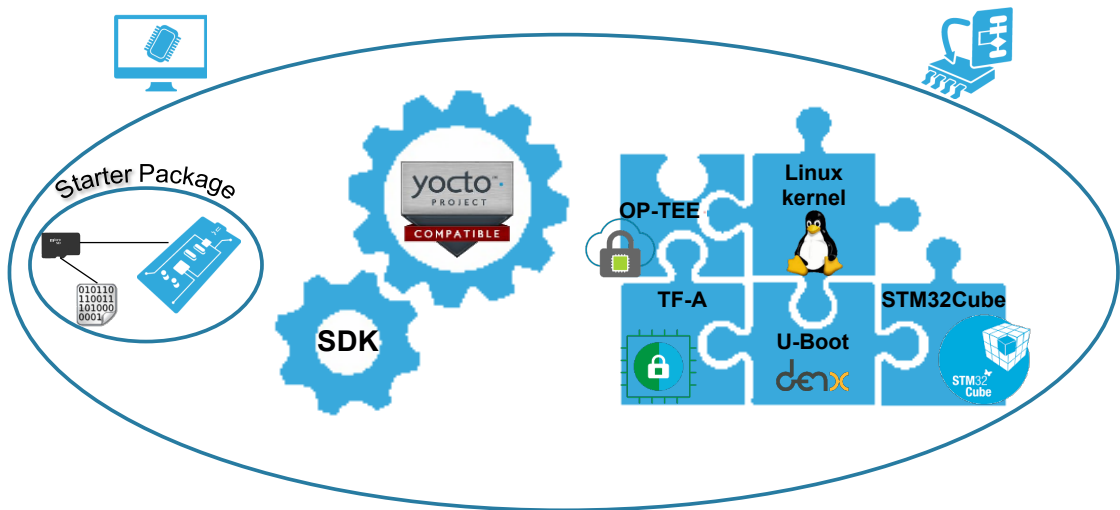 Starter Package
010110
110011
101000
0001
yocto™
PROJECT
COMPATIBLE
SDK
OP-TEE
Linux
kernel
TF-A
U-Boot
denx
STM32Cube
STM32
Cube